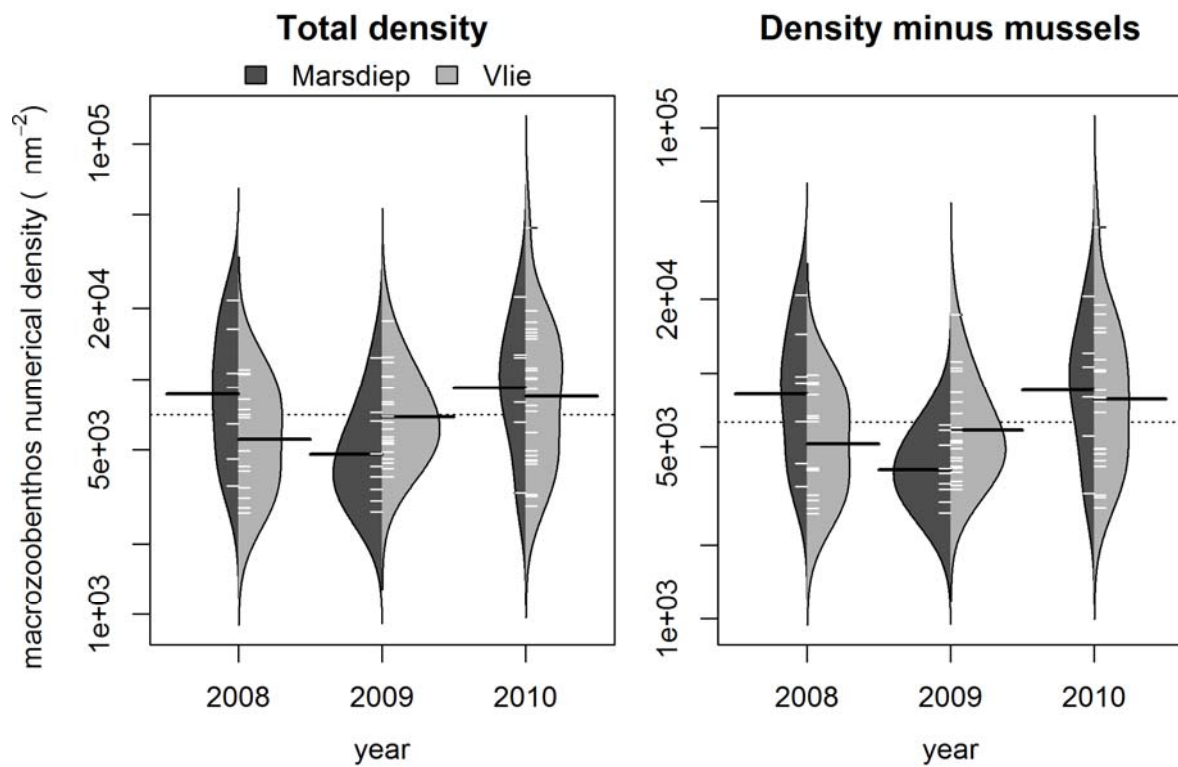 Total density
Density minus mussels
Marsdiep Vlie
macrozoobenthos numerical density ( nm⁻²)
1e+05
2e+04
5e+03
1e+03
1e+05
2e+04
5e+03
1e+03
2008 2009 2010
2008 2009 2010
year
year